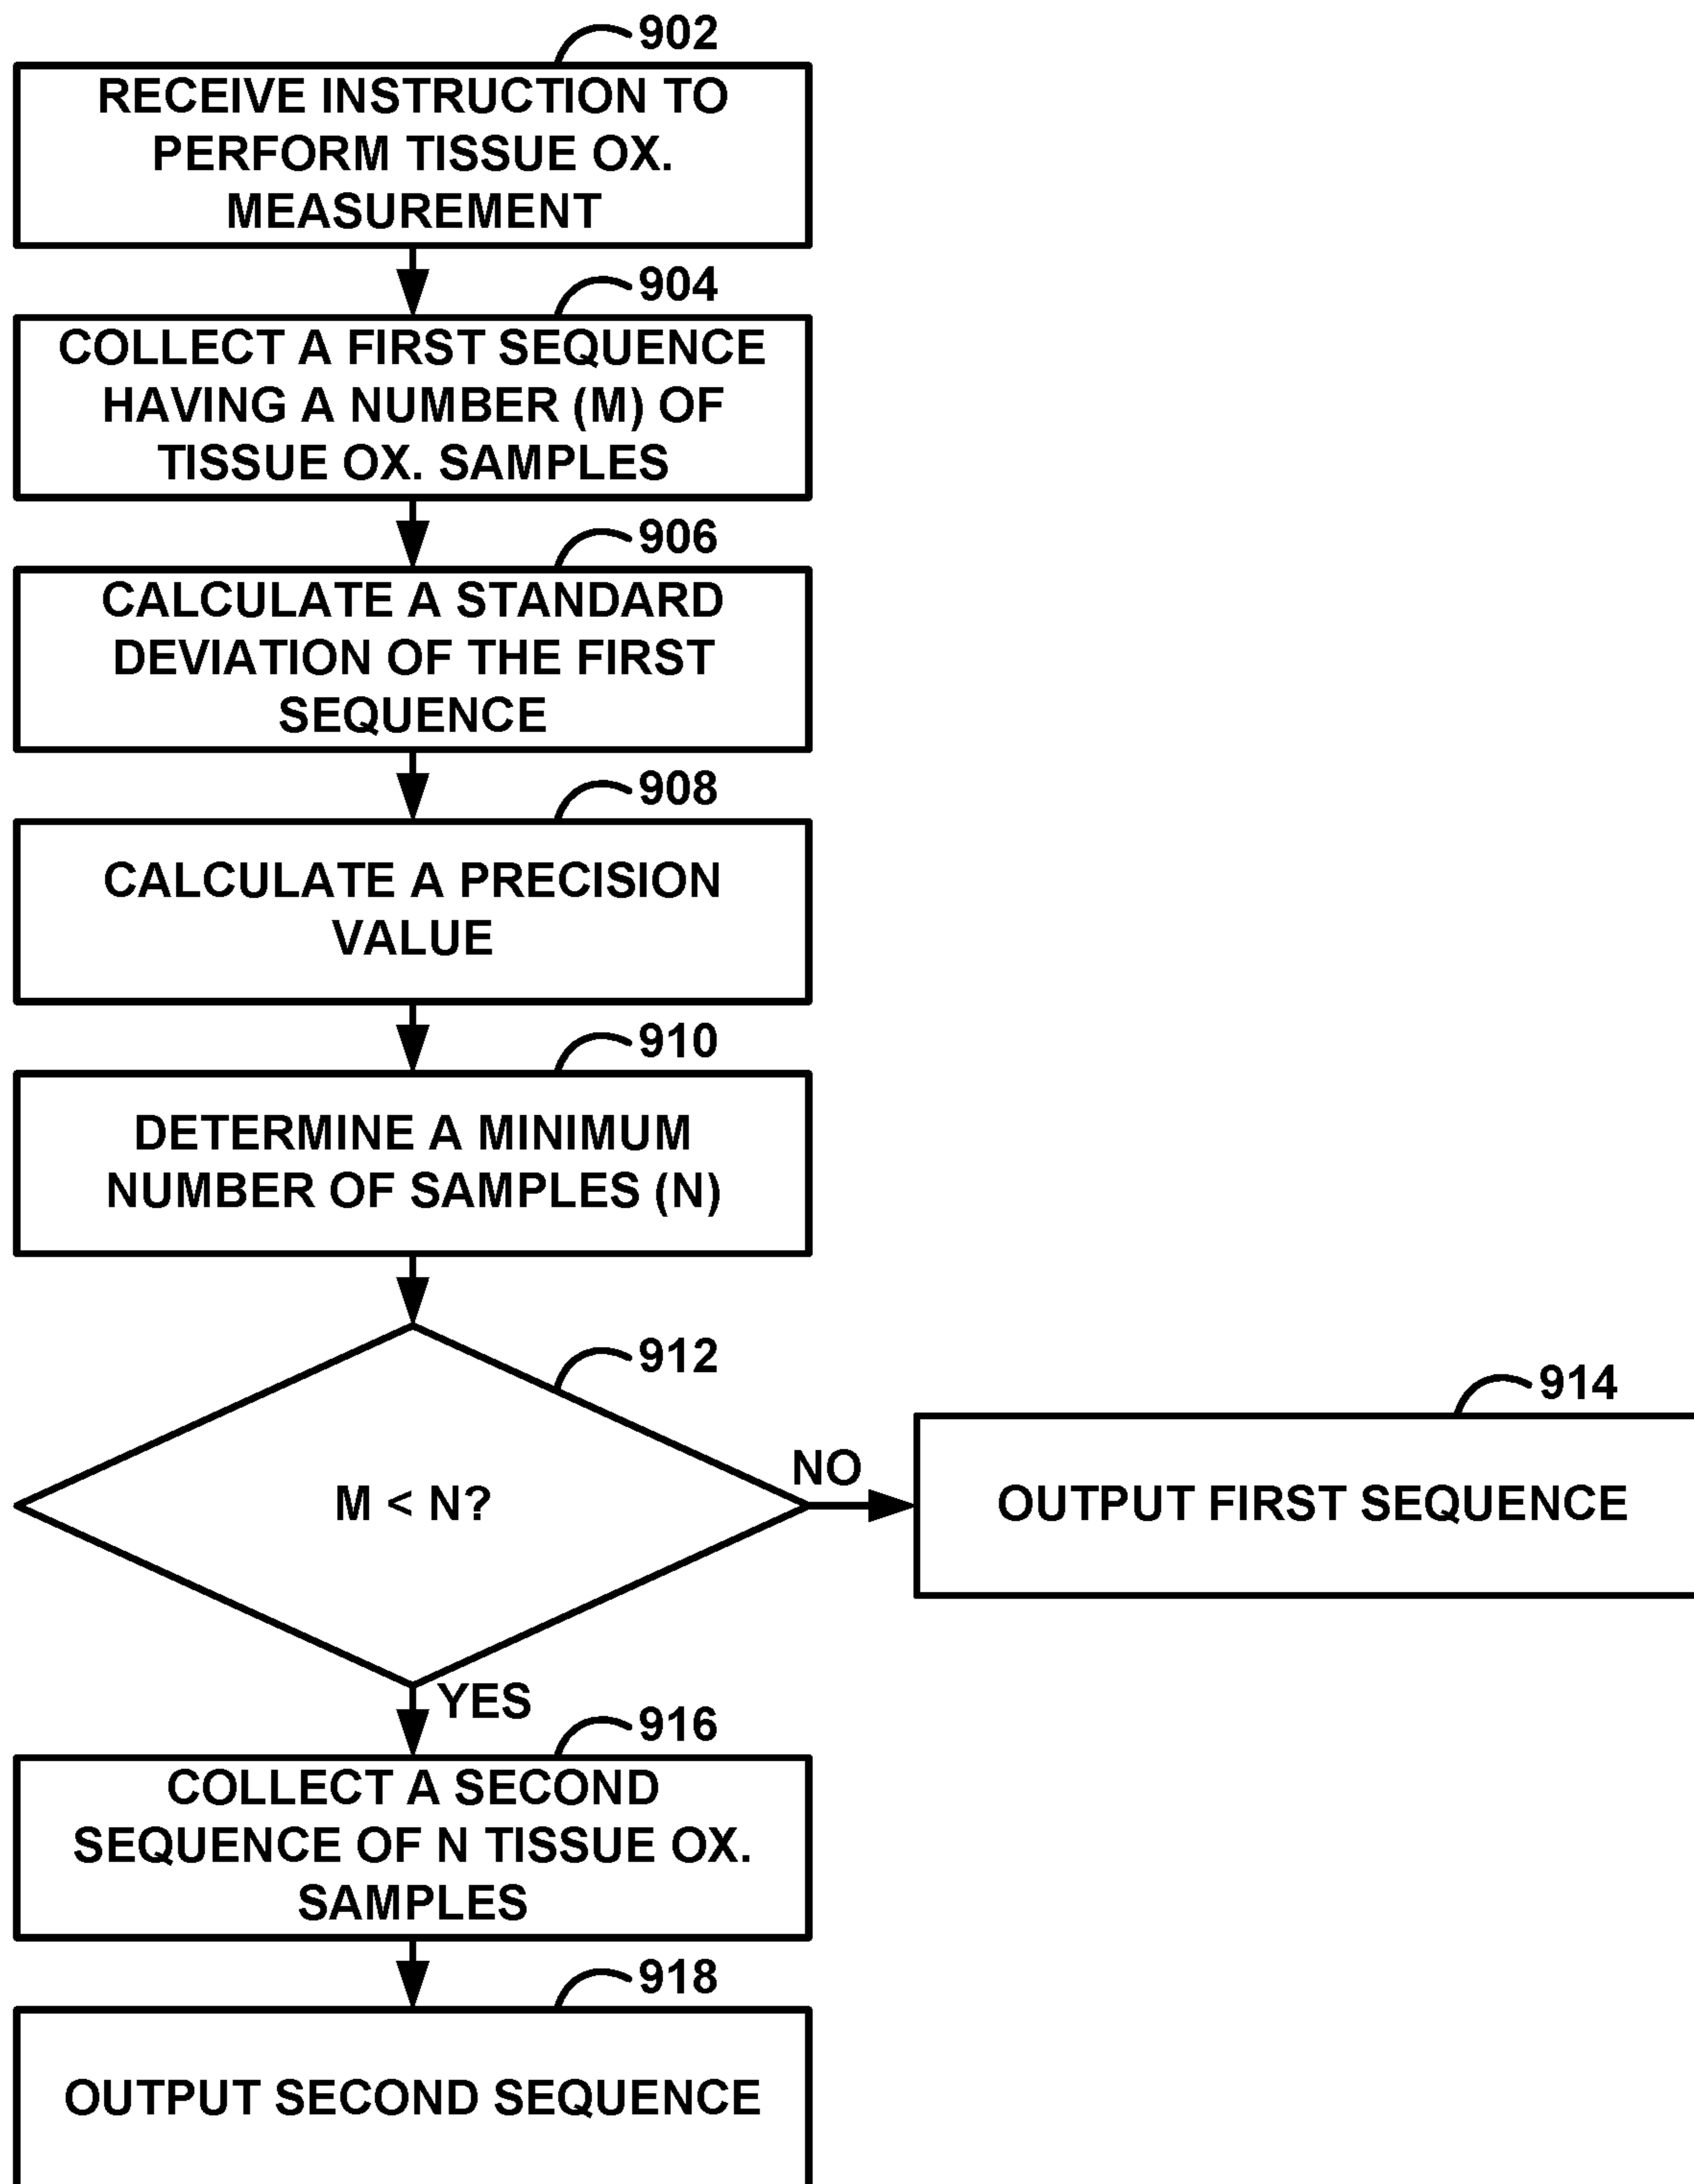 902
RECEIVE INSTRUCTION TO
PERFORM TISSUE OX.
MEASUREMENT
904
COLLECT A FIRST SEQUENCE
HAVING A NUMBER (M) OF
TISSUE OX. SAMPLES
906
CALCULATE A STANDARD
DEVIATION OF THE FIRST
SEQUENCE
908
CALCULATE A PRECISION
VALUE
910
DETERMINE A MINIMUM
NUMBER OF SAMPLES (N)
912
M < N?
NO
914
OUTPUT FIRST SEQUENCE
YES
916
COLLECT A SECOND
SEQUENCE OF N TISSUE OX.
SAMPLES
918
OUTPUT SECOND SEQUENCE